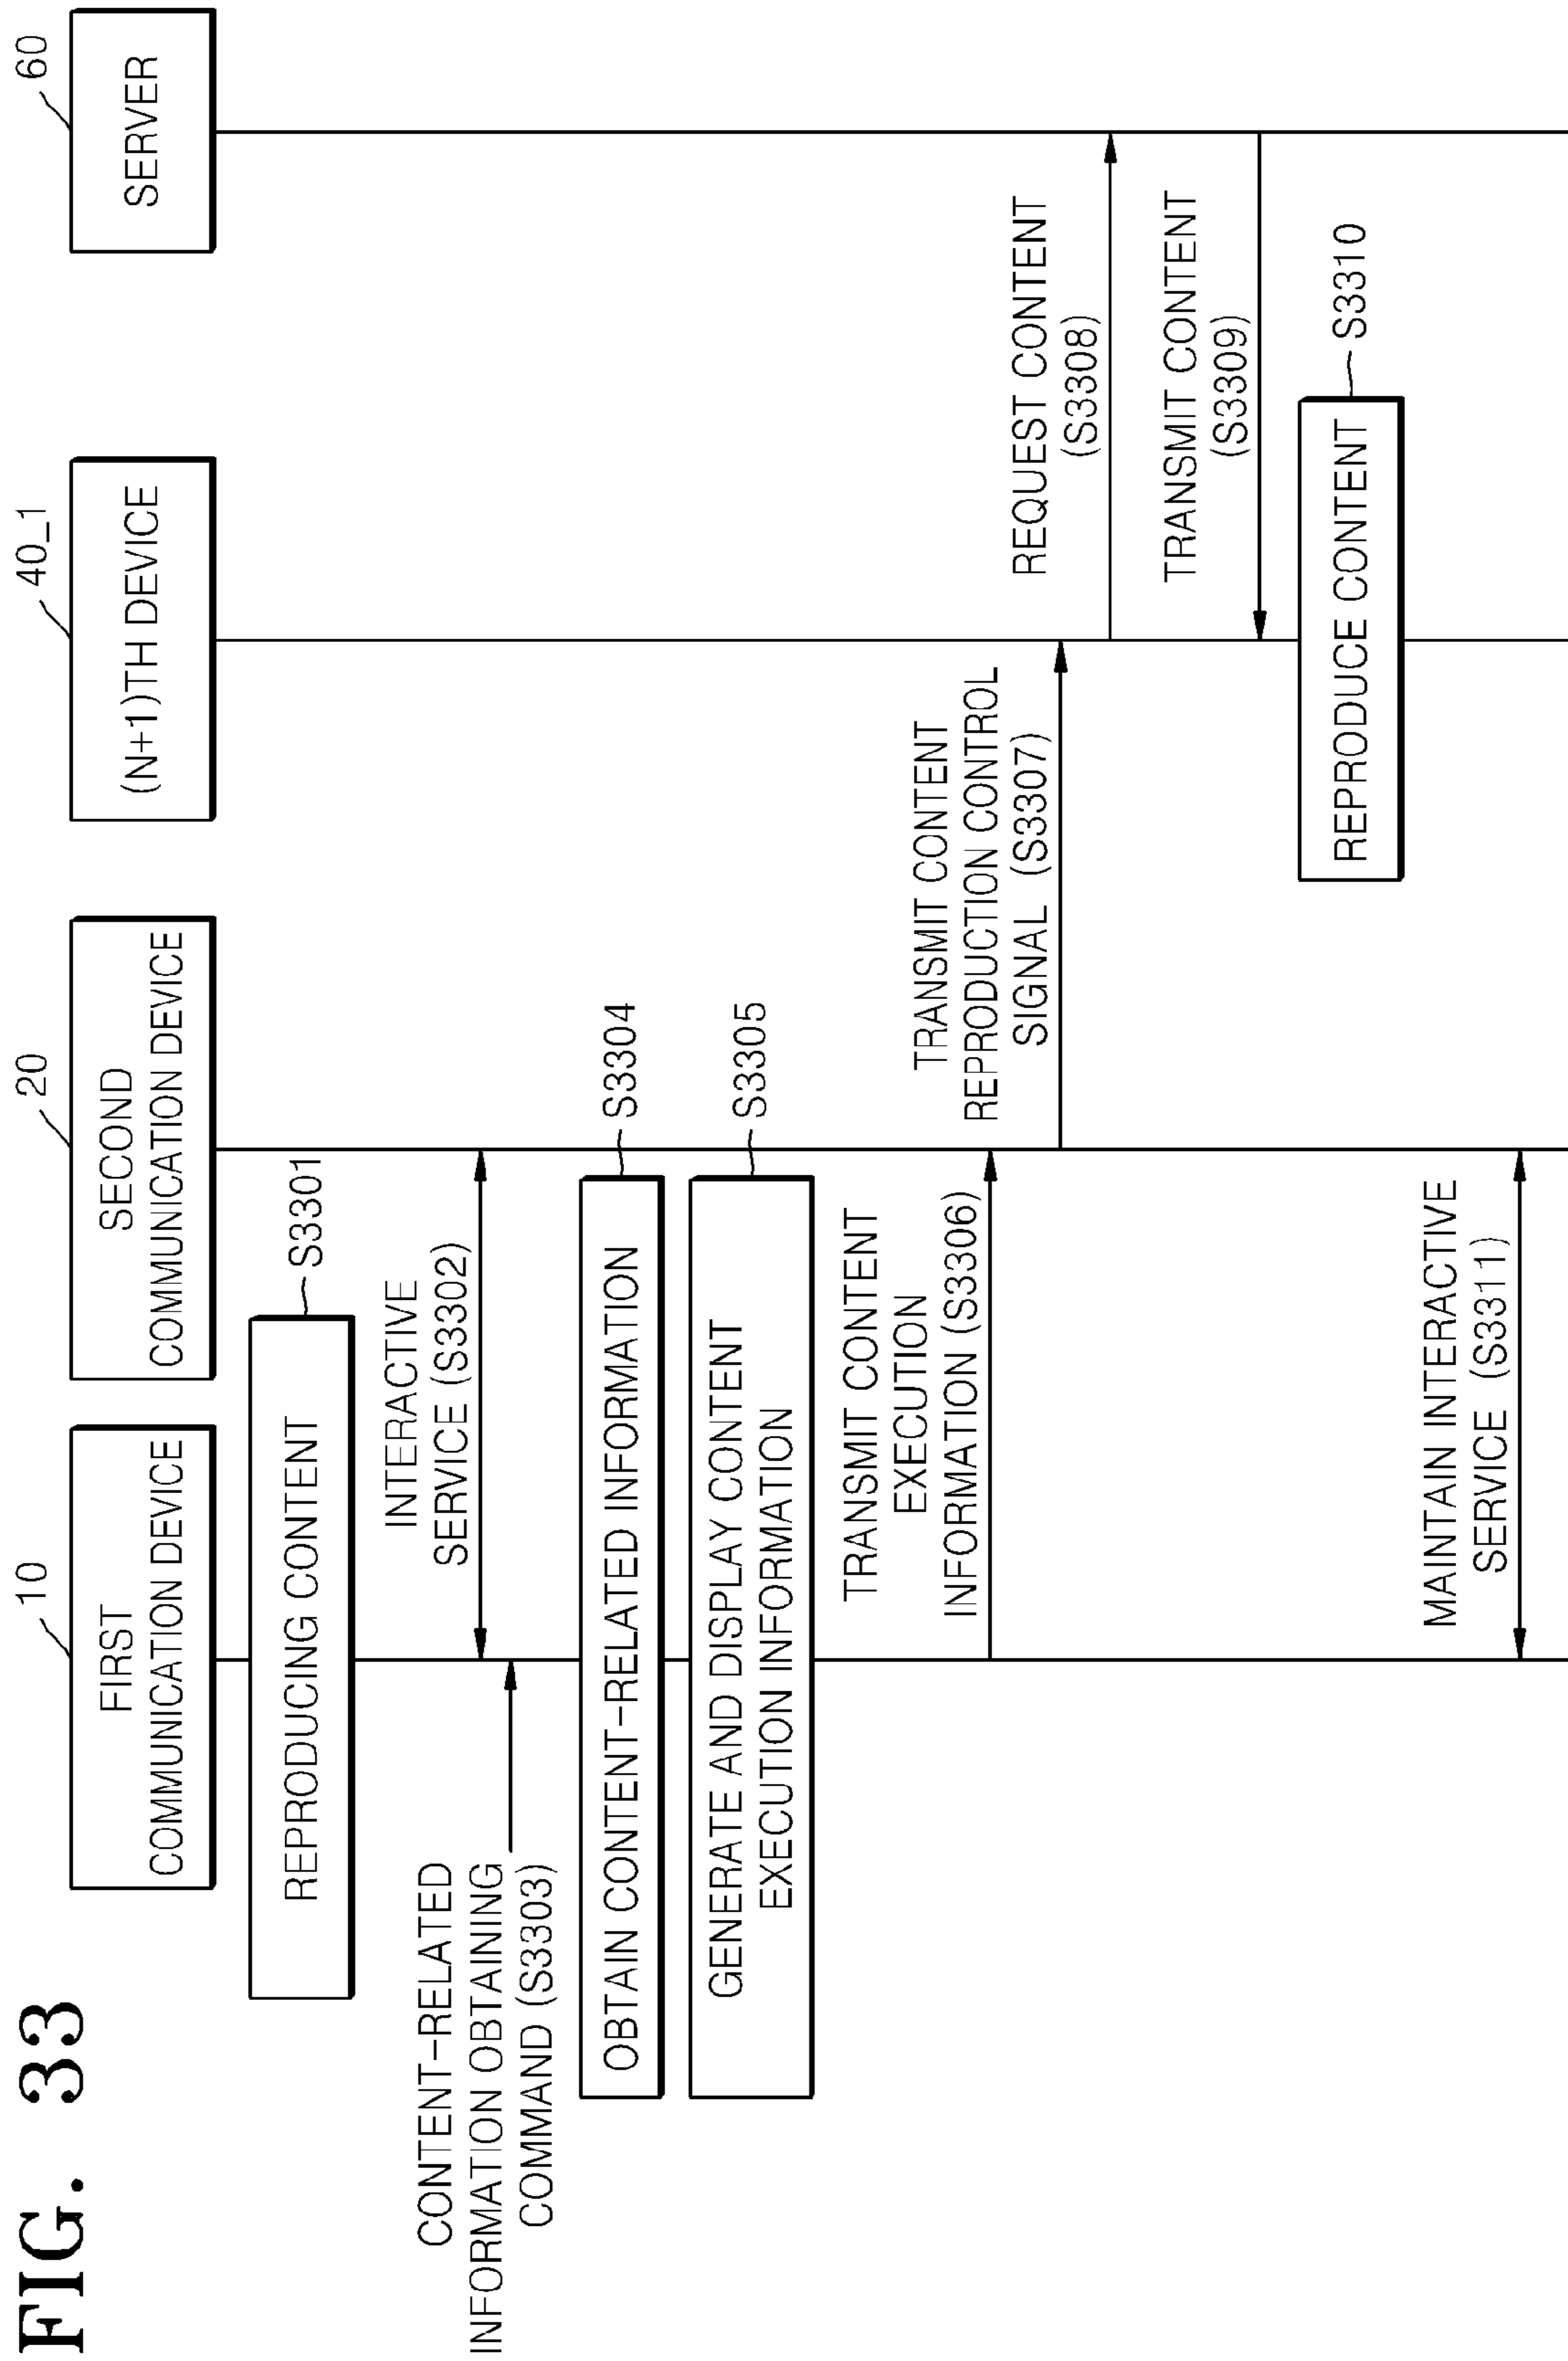 FIG. 33
10
FIRST
COMMUNICATION DEVICE
20
SECOND
COMMUNICATION DEVICE
40_1
(N+1)TH DEVICE
60
SERVER
REPRODUCING CONTENT
S3301
INTERACTIVE
SERVICE (S3302)
CONTENT-RELATED
INFORMATION OBTAINING
COMMAND (S3303)
OBTAIN CONTENT-RELATED INFORMATION
S3304
GENERATE AND DISPLAY CONTENT
EXECUTION INFORMATION
S3305
TRANSMIT CONTENT
EXECUTION
INFORMATION (S3306)
TRANSMIT CONTENT
REPRODUCTION CONTROL
SIGNAL (S3307)
REQUEST CONTENT
(S3308)
TRANSMIT CONTENT
(S3309)
REPRODUCE CONTENT
S3310
MAINTAIN INTERACTIVE
SERVICE (S3311)